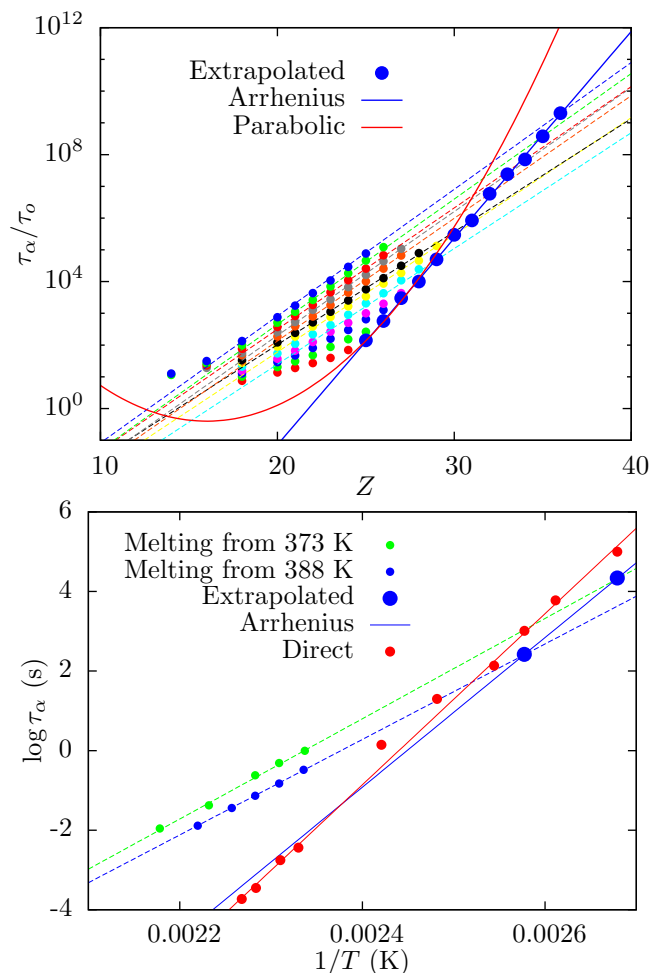 10^12
10^8
10^4
10^0
τ_α/τ_o
Extrapolated
Arrhenius
Parabolic
10 20 30 40
Z
6
4
2
0
-2
-4
log τ_α (s)
Melting from 373 K
Melting from 388 K
Extrapolated
Arrhenius
Direct
0.0022 0.0024 0.0026
1/T (K)